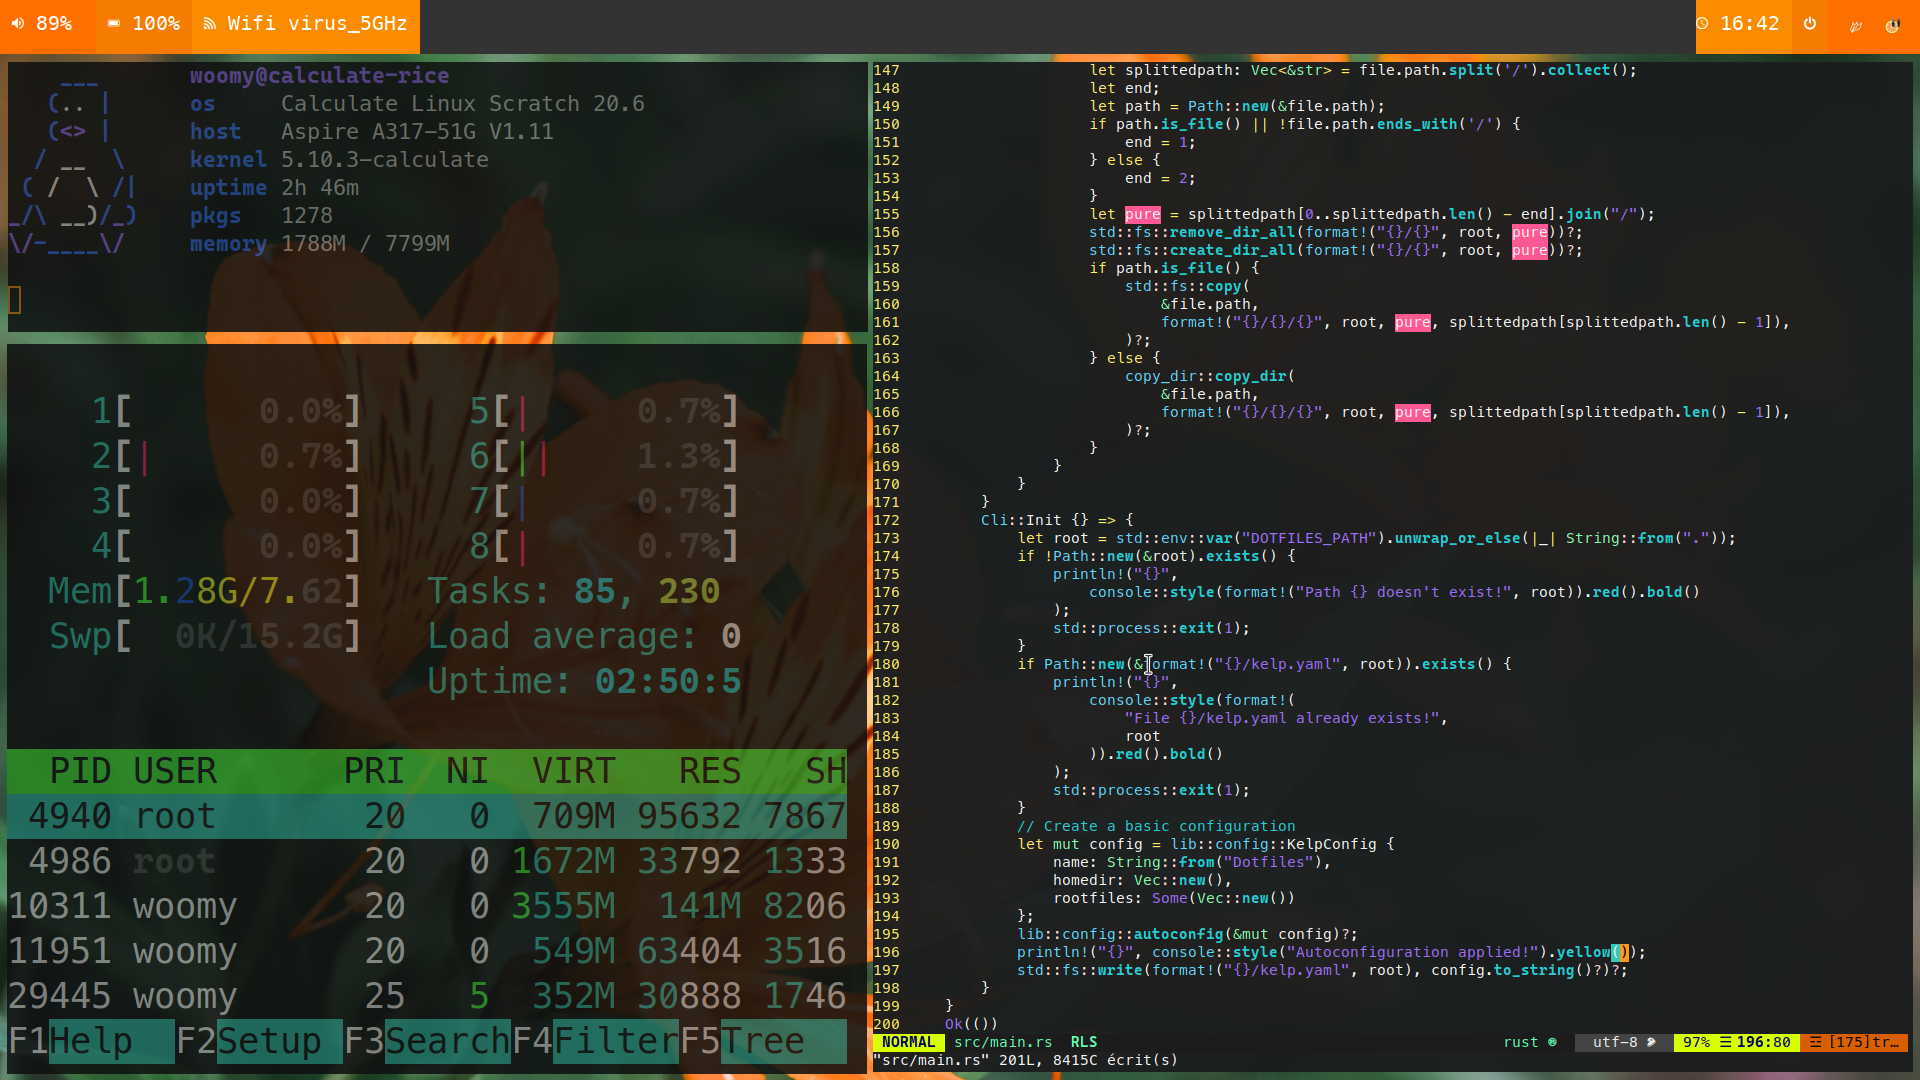 89% 100% Wifi virus_5GHz 16:42
woomy@calculate-rice
os Calculate Linux Scratch 20.6
host Aspire A317-51G V1.11
kernel 5.10.3-calculate
uptime 2h 46m
pkgs 1278
memory 1788M / 7799M
1[ 0.0%] 5[| 0.7%]
2[| 0.7%] 6[|| 1.3%]
3[ 0.0%] 7[| 0.7%]
4[ 0.0%] 8[| 0.7%]
Mem[1.28G/7.62] Tasks: 85, 230
Swp[ 0K/15.2G] Load average: 0
Uptime: 02:50:5
PID USER PRI NI VIRT RES SH
4940 root 20 0 709M 95632 7867
4986 root 20 0 1672M 33792 1333
10311 woomy 20 0 3555M 141M 8206
11951 woomy 20 0 549M 63404 3516
29445 woomy 25 5 352M 30888 1746
F1Help F2Setup F3SearchF4FilterF5Tree
147 let splittedpath: Vec<&str> = file.path.split('/').collect();
148 let end;
149 let path = Path::new(&file.path);
150 if path.is_file() || !file.path.ends_with('/') {
151 end = 1;
152 } else {
153 end = 2;
154 }
155 let pure = splittedpath[0..splittedpath.len() - end].join("/");
156 std::fs::remove_dir_all(format!("{}/{}", root, pure))?;
157 std::fs::create_dir_all(format!("{}/{}", root, pure))?;
158 if path.is_file() {
159 std::fs::copy(
160 &file.path,
161 format!("{}/{}/{}", root, pure, splittedpath[splittedpath.len() - 1]),
162 )?;
163 } else {
164 copy_dir::copy_dir(
165 &file.path,
166 format!("{}/{}/{}", root, pure, splittedpath[splittedpath.len() - 1]),
167 )?;
168 }
169 }
170 }
171 }
172 Cli::Init {} => {
173 let root = std::env::var("DOTFILES_PATH").unwrap_or_else(|_| String::from("."));
174 if !Path::new(&root).exists() {
175 println!("{}",
176 console::style(format!("Path {} doesn't exist!", root)).red().bold()
177 );
178 std::process::exit(1);
179 }
180 if Path::new(&format!("{}/kelp.yaml", root)).exists() {
181 println!("{}",
182 console::style(format!(
183 "File {}/kelp.yaml already exists!",
184 root
185 )).red().bold()
186 );
187 std::process::exit(1);
188 }
189 // Create a basic configuration
190 let mut config = lib::config::KelpConfig {
191 name: String::from("Dotfiles"),
192 homedir: Vec::new(),
193 rootfiles: Some(Vec::new())
194 };
195 lib::config::autoconfig(&mut config)?;
196 println!("{}", console::style("Autoconfiguration applied!").yellow());
197 std::fs::write(format!("{}/kelp.yaml", root), config.to_string()?)?;
198 }
199 }
200 Ok(())
NORMAL src/main.rs RLS rust utf-8 97% ☰ 196:80 ☲ [175]tr…
"src/main.rs" 201L, 8415C écrit(s)